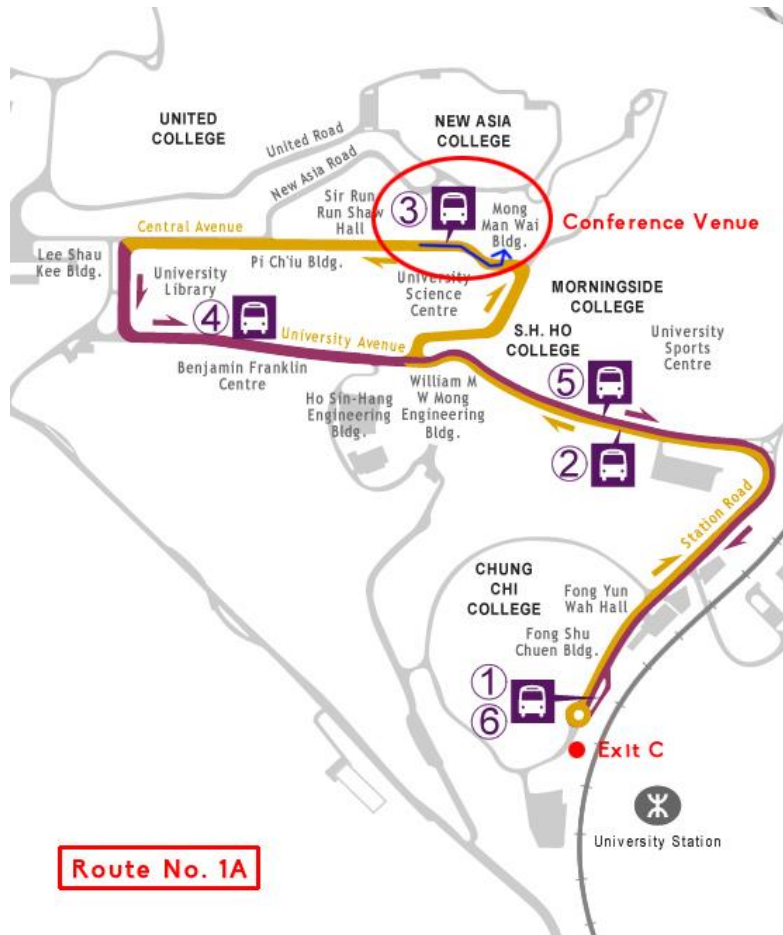 UNITED
COLLEGE
NEW ASIA
COLLEGE
United Road
New Asia Road
Sir Run
Run Shaw
Hall
③
Mong
Man Wai
Bldg.
Conference Venue
Central Avenue
Lee Shau
Kee Bldg.
Pi Ch'iu Bldg.
University
Library
University
Science
Centre
MORNINGSIDE
COLLEGE
④
University Avenue
S.H. HO
COLLEGE
University
Sports
Centre
Benjamin Franklin
Centre
⑤
Ho Sin-Hang
Engineering
Bldg.
William M
W Mong
Engineering
Bldg.
②
Station Road
CHUNG
CHI
COLLEGE
Fong Yun
Wah Hall
Fong Shu
Chuen Bldg.
①
⑥
Exit C
University Station
Route No. 1A